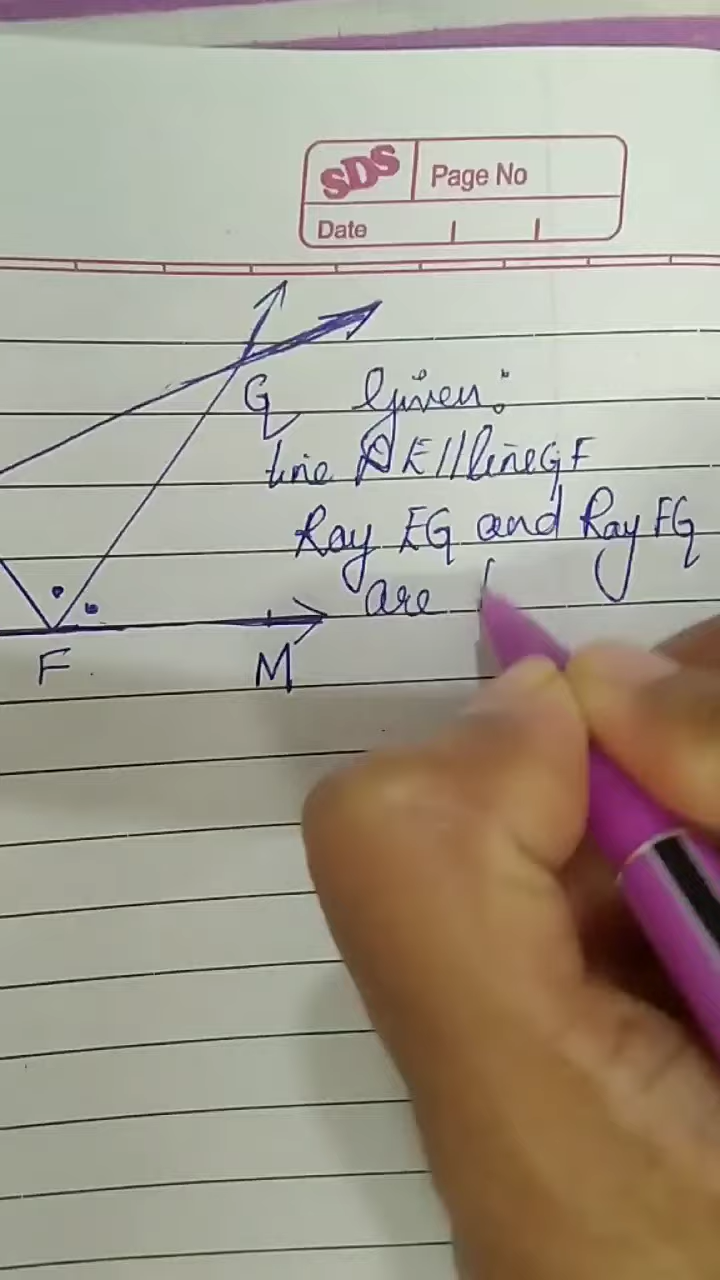 SDS
Page No
Date
G Given:
line AE//line GF
Ray EG and Ray FG
are
F M